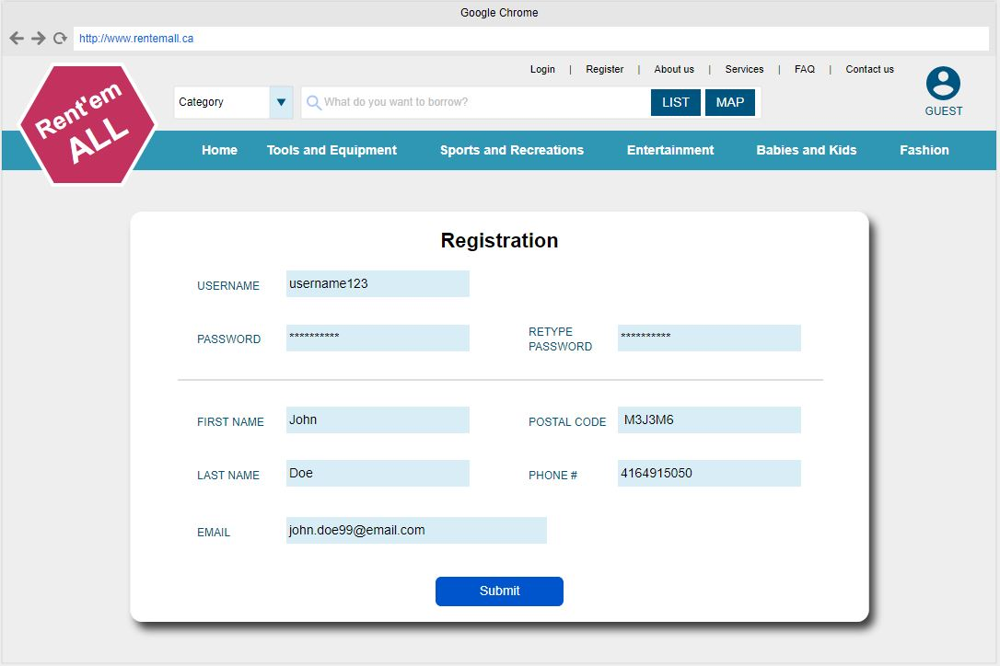 Google Chrome
http://www.rentemall.ca
Login | Register | About us | Services | FAQ | Contact us
Rent'em
ALL
Category
What do you want to borrow?
LIST
MAP
GUEST
Home Tools and Equipment Sports and Recreations Entertainment Babies and Kids Fashion
Registration
USERNAME username123
PASSWORD **********
RETYPE
PASSWORD **********
FIRST NAME John
POSTAL CODE M3J3M6
LAST NAME Doe
PHONE # 4164915050
EMAIL john.doe99@email.com
Submit